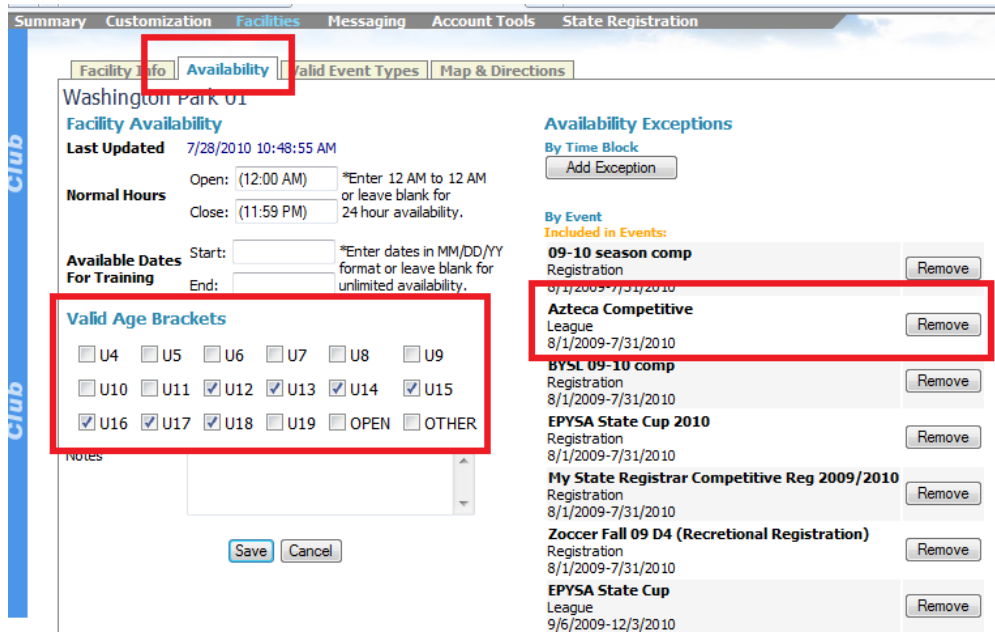 Summary Customization Facilities Messaging Account Tools State Registration
Facility Info Availability Valid Event Types Map & Directions
Washington Park 01
Facility Availability
Last Updated 7/28/2010 10:48:55 AM
Normal Hours
Open: (12:00 AM) *Enter 12 AM to 12 AM
or leave blank for
Close: (11:59 PM) 24 hour availability.
Available Dates
For Training
Start: *Enter dates in MM/DD/YY
format or leave blank for
End: unlimited availability.
Valid Age Brackets
U4 U5 U6 U7 U8 U9
U10 U11 U12 U13 U14 U15
U16 U17 U18 U19 OPEN OTHER
Notes
Save Cancel
Availability Exceptions
By Time Block
Add Exception
By Event
Included in Events:
09-10 season comp
Registration Remove
8/1/2009-7/31/2010
Azteca Competitive
League Remove
8/1/2009-7/31/2010
BYSL 09-10 comp
Registration Remove
8/1/2009-7/31/2010
EPYSA State Cup 2010
Registration Remove
8/1/2009-7/31/2010
My State Registrar Competitive Reg 2009/2010
Registration Remove
8/1/2009-7/31/2010
Zoccer Fall 09 D4 (Recretional Registration)
Registration Remove
8/1/2009-7/31/2010
EPYSA State Cup
League Remove
9/6/2009-12/3/2010
Club
Club